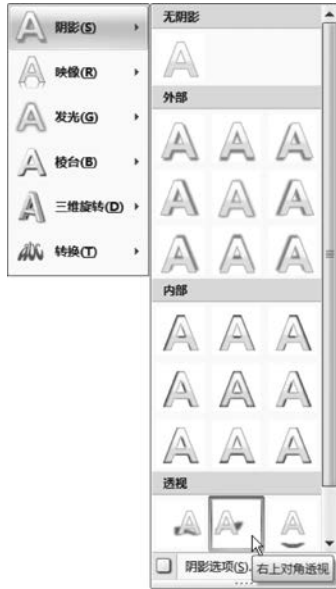 阴影(S)
映像(R)
发光(G)
棱台(B)
三维旋转(D)
abc 转换(T)
无阴影
外部
内部
透视
阴影选项(S)...
右上对角透视